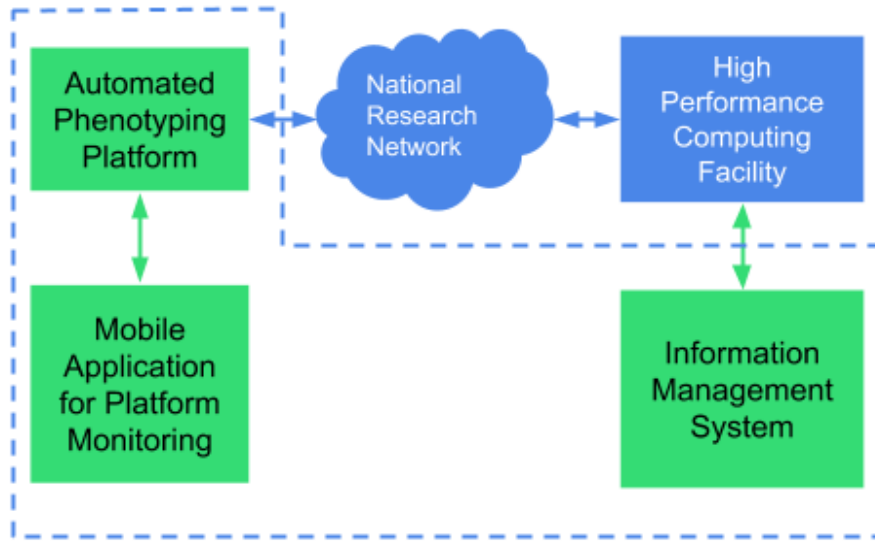 Automated
Phenotyping
Platform
National
Research
Network
High
Performance
Computing
Facility
Mobile
Application
for Platform
Monitoring
Information
Management
System